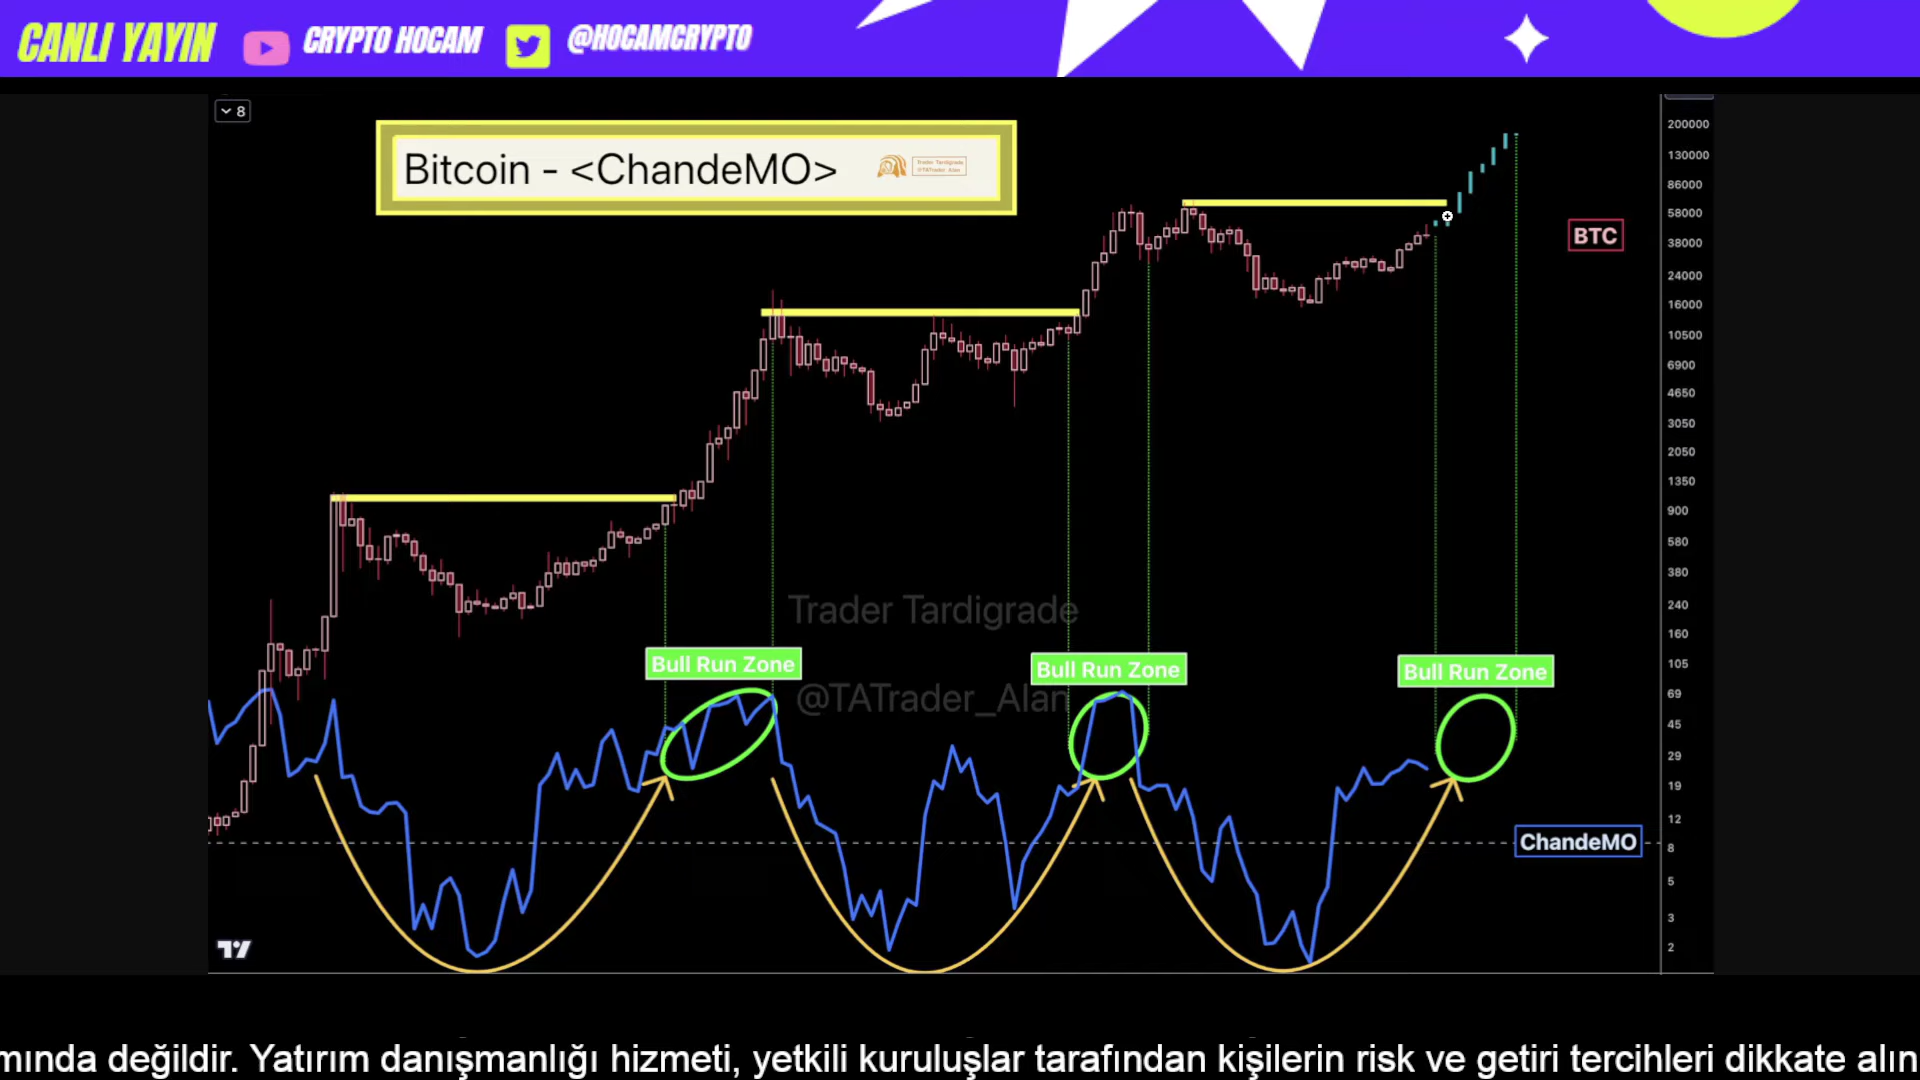 CANLI YAYIN CRYPTO HOCAM @HOCAMCRYPTO
8
Bitcoin - <ChandeMO>
Trader Tardigrade
@TATrader_Alan
200000
130000
86000
58000
BTC
38000
24000
16000
10500
6900
4650
3050
2050
1350
900
580
380
240
Trader Tardigrade
160
Bull Run Zone
Bull Run Zone
Bull Run Zone
105
@TATrader_Alan
69
45
29
19
12
ChandeMO
8
5
3
2
mında değildir. Yatırım danışmanlığı hizmeti, yetkili kuruluşlar tarafından kişilerin risk ve getiri tercihleri dikkate alın